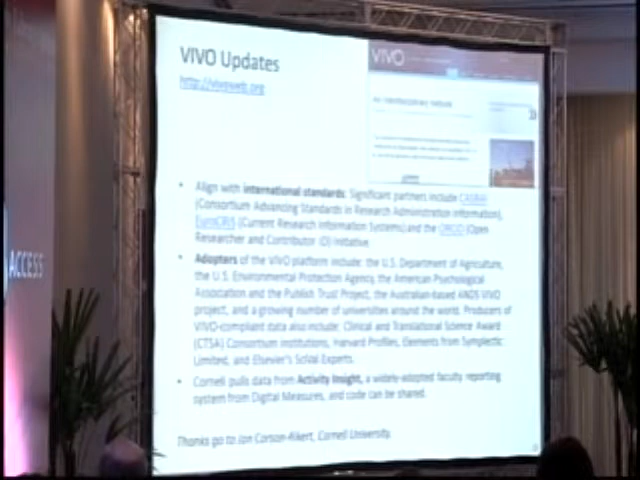 VIVO Updates
http://vivoweb.org
VIVO
• Align with international standards: Significant partners include CASRAI
(Consortium Advancing Standards in Research Administration Information),
EuroCRIS (Current Research Information Systems) and the ORCID (Open
Researcher and Contributor ID) Initiative.
• Adopters of the VIVO platform include: the U.S. Department of Agriculture,
the U.S. Environmental Protection Agency, the American Psychological
Association and the Publish Trust Project, the Australian-based ANDS VIVO
project, and a growing number of universities around the world. Producers of
VIVO-compliant data also include: Clinical and Translational Science Award
(CTSA) Consortium institutions, Harvard Profiles, Elements from Symplectic
Limited, and Elsevier's SciVal Experts.
• Cornell pulls data from Activity Insight, a widely-adopted faculty reporting
system from Digital Measures, and code can be shared.
Thanks go to Jon Corson-Rikert, Cornell University.
ACCESS